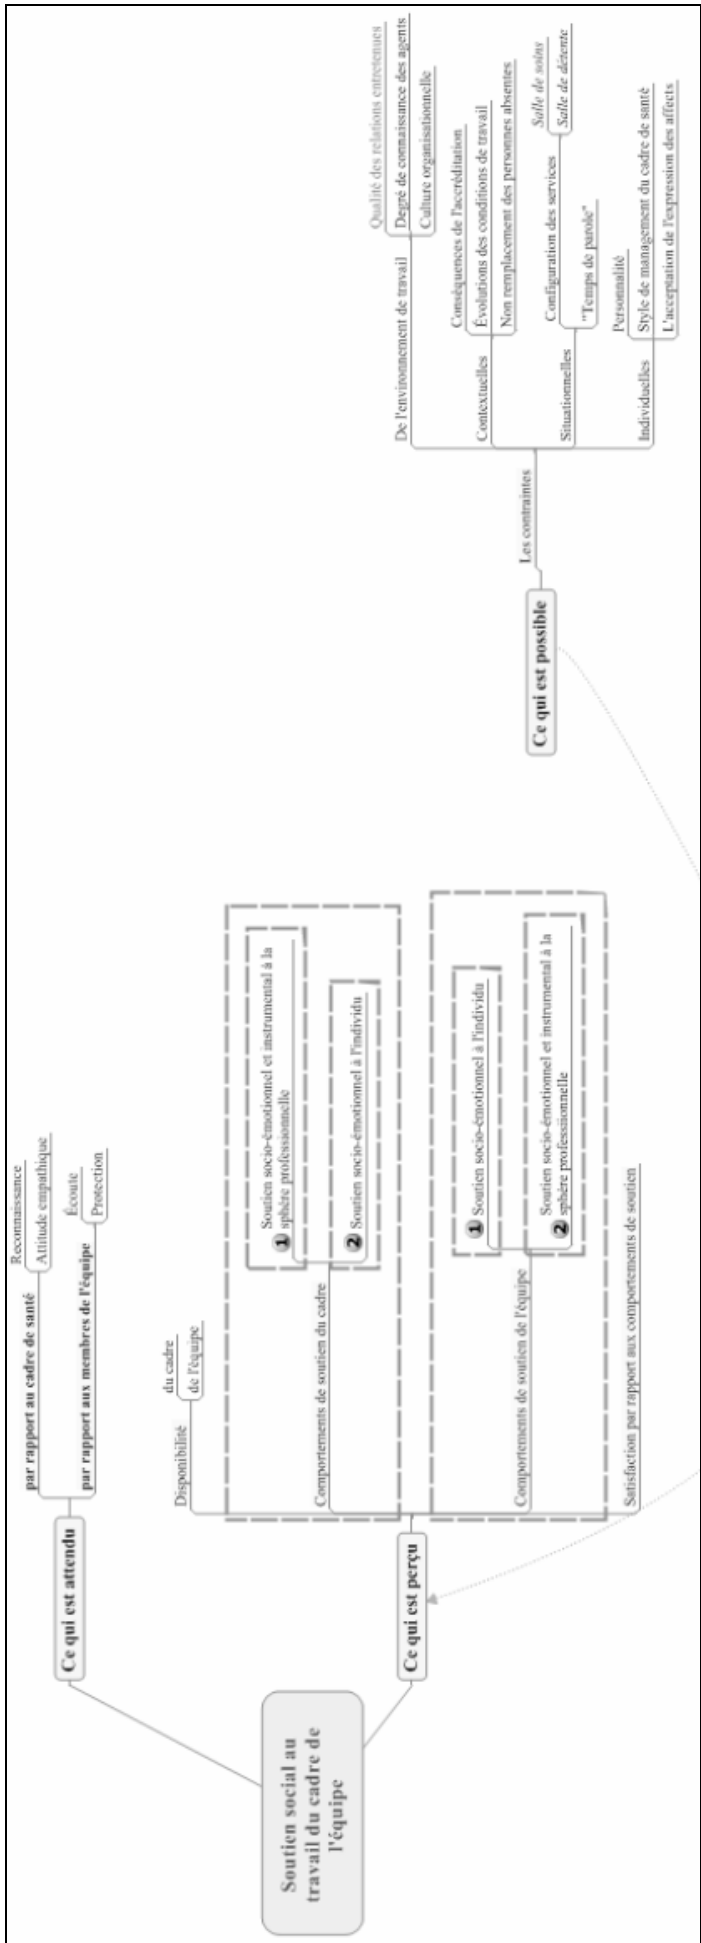 Soutien social au
travail du cadre de
l'équipe
Ce qui est attendu
par rapport au cadre de santé
Reconnaissance
Attitude empathique
par rapport aux membres de l'équipe
Écoute
Protection
Ce qui est perçu
Disponibilité
du cadre
de l'équipe
Comportements de soutien du cadre
1 Soutien socio-émotionnel et instrumental à la
sphère professionnelle
2 Soutien socio-émotionnel à l'individu
Comportements de soutien de l'équipe
1 Soutien socio-émotionnel à l'individu
2 Soutien socio-émotionnel et instrumental à la
sphère professiionnelle
Satisfaction par rapport aux comportements de soutien
Ce qui est possible
Les contraintes
De l'environnement de travail
Qualité des relations entretenues
Degré de connaissance des agents
Culture organisationnelle
Contextuelles
Conséquences de l'accréditation
Évolutions des conditions de travail
Non remplacement des personnes absentes
Situationnelles
Configuration des services
Salle de soins
Salle de détente
"Temps de parole"
Individuelles
Personnalité
Style de management du cadre de santé
L'acceptation de l'expression des affects